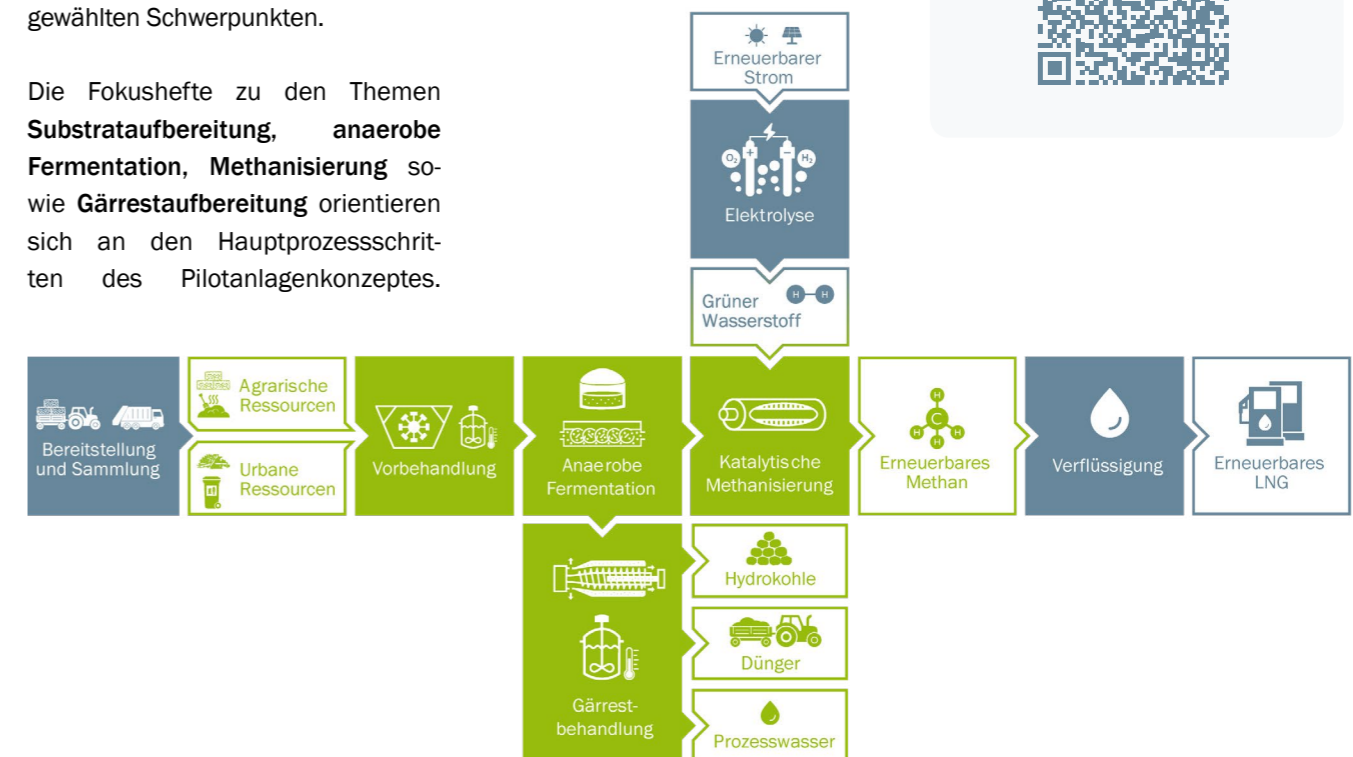 gewählten Schwerpunkten.
Die Fokushefte zu den Themen
Substrataufbereitung, anaerobe
Fermentation, Methanisierung so-
wie Gärrestaufbereitung orientieren
sich an den Hauptprozessschrit-
ten des Pilotanlagenkonzeptes.
Erneuerbarer
Strom
O₂ + − H₂
Elektrolyse
Grüner
Wasserstoff
H H
Bereitstellung
und Sammlung
Agrarische
Ressourcen
Urbane
Ressourcen
Vorbehandlung
Anaerobe
Fermentation
Katalytische
Methanisierung
H
H C H
H
Erneuerbares
Methan
Verflüssigung
Erneuerbares
LNG
Gärrest-
behandlung
Hydrokohle
Dünger
Prozesswasser